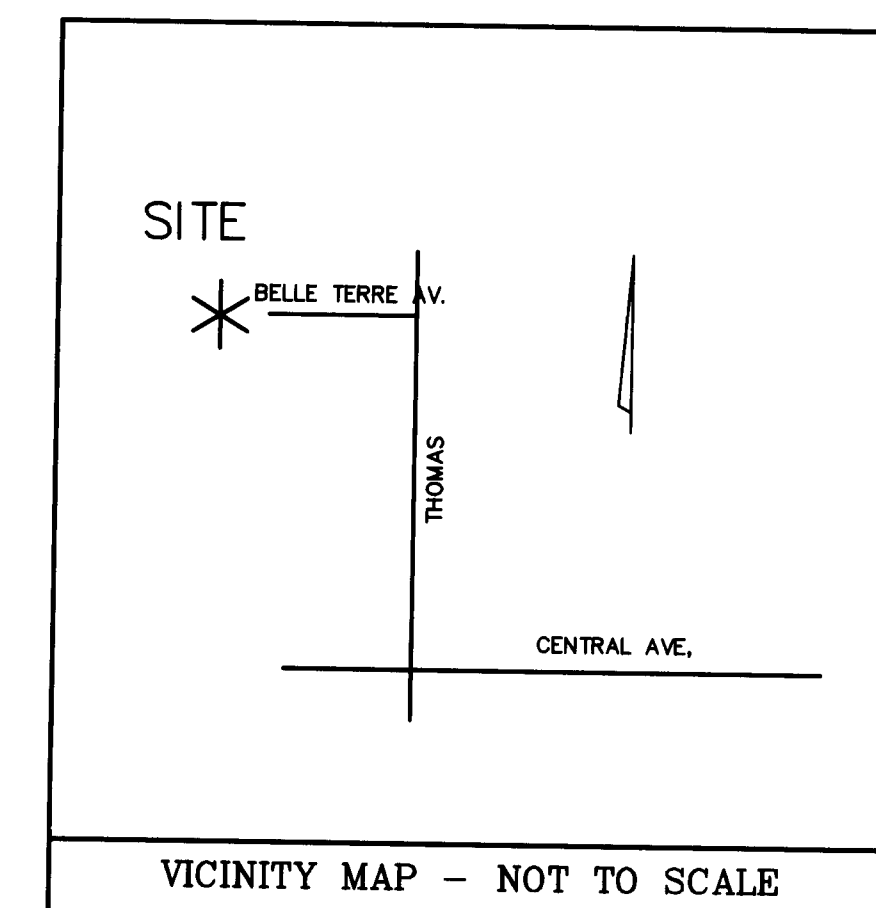 SITE
BELLE TERRE AV.
THOMAS
CENTRAL AVE,
VICINITY MAP – NOT TO SCALE